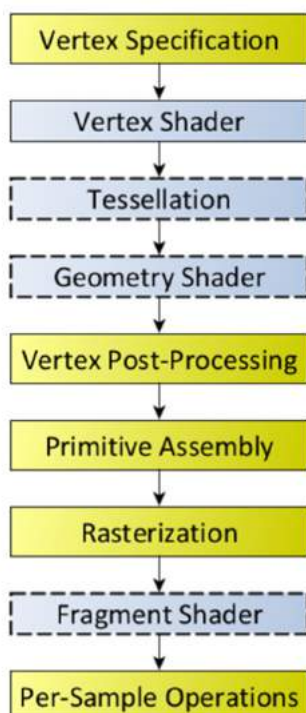 Vertex Specification
Vertex Shader
Tessellation
Geometry Shader
Vertex Post-Processing
Primitive Assembly
Rasterization
Fragment Shader
Per-Sample Operations